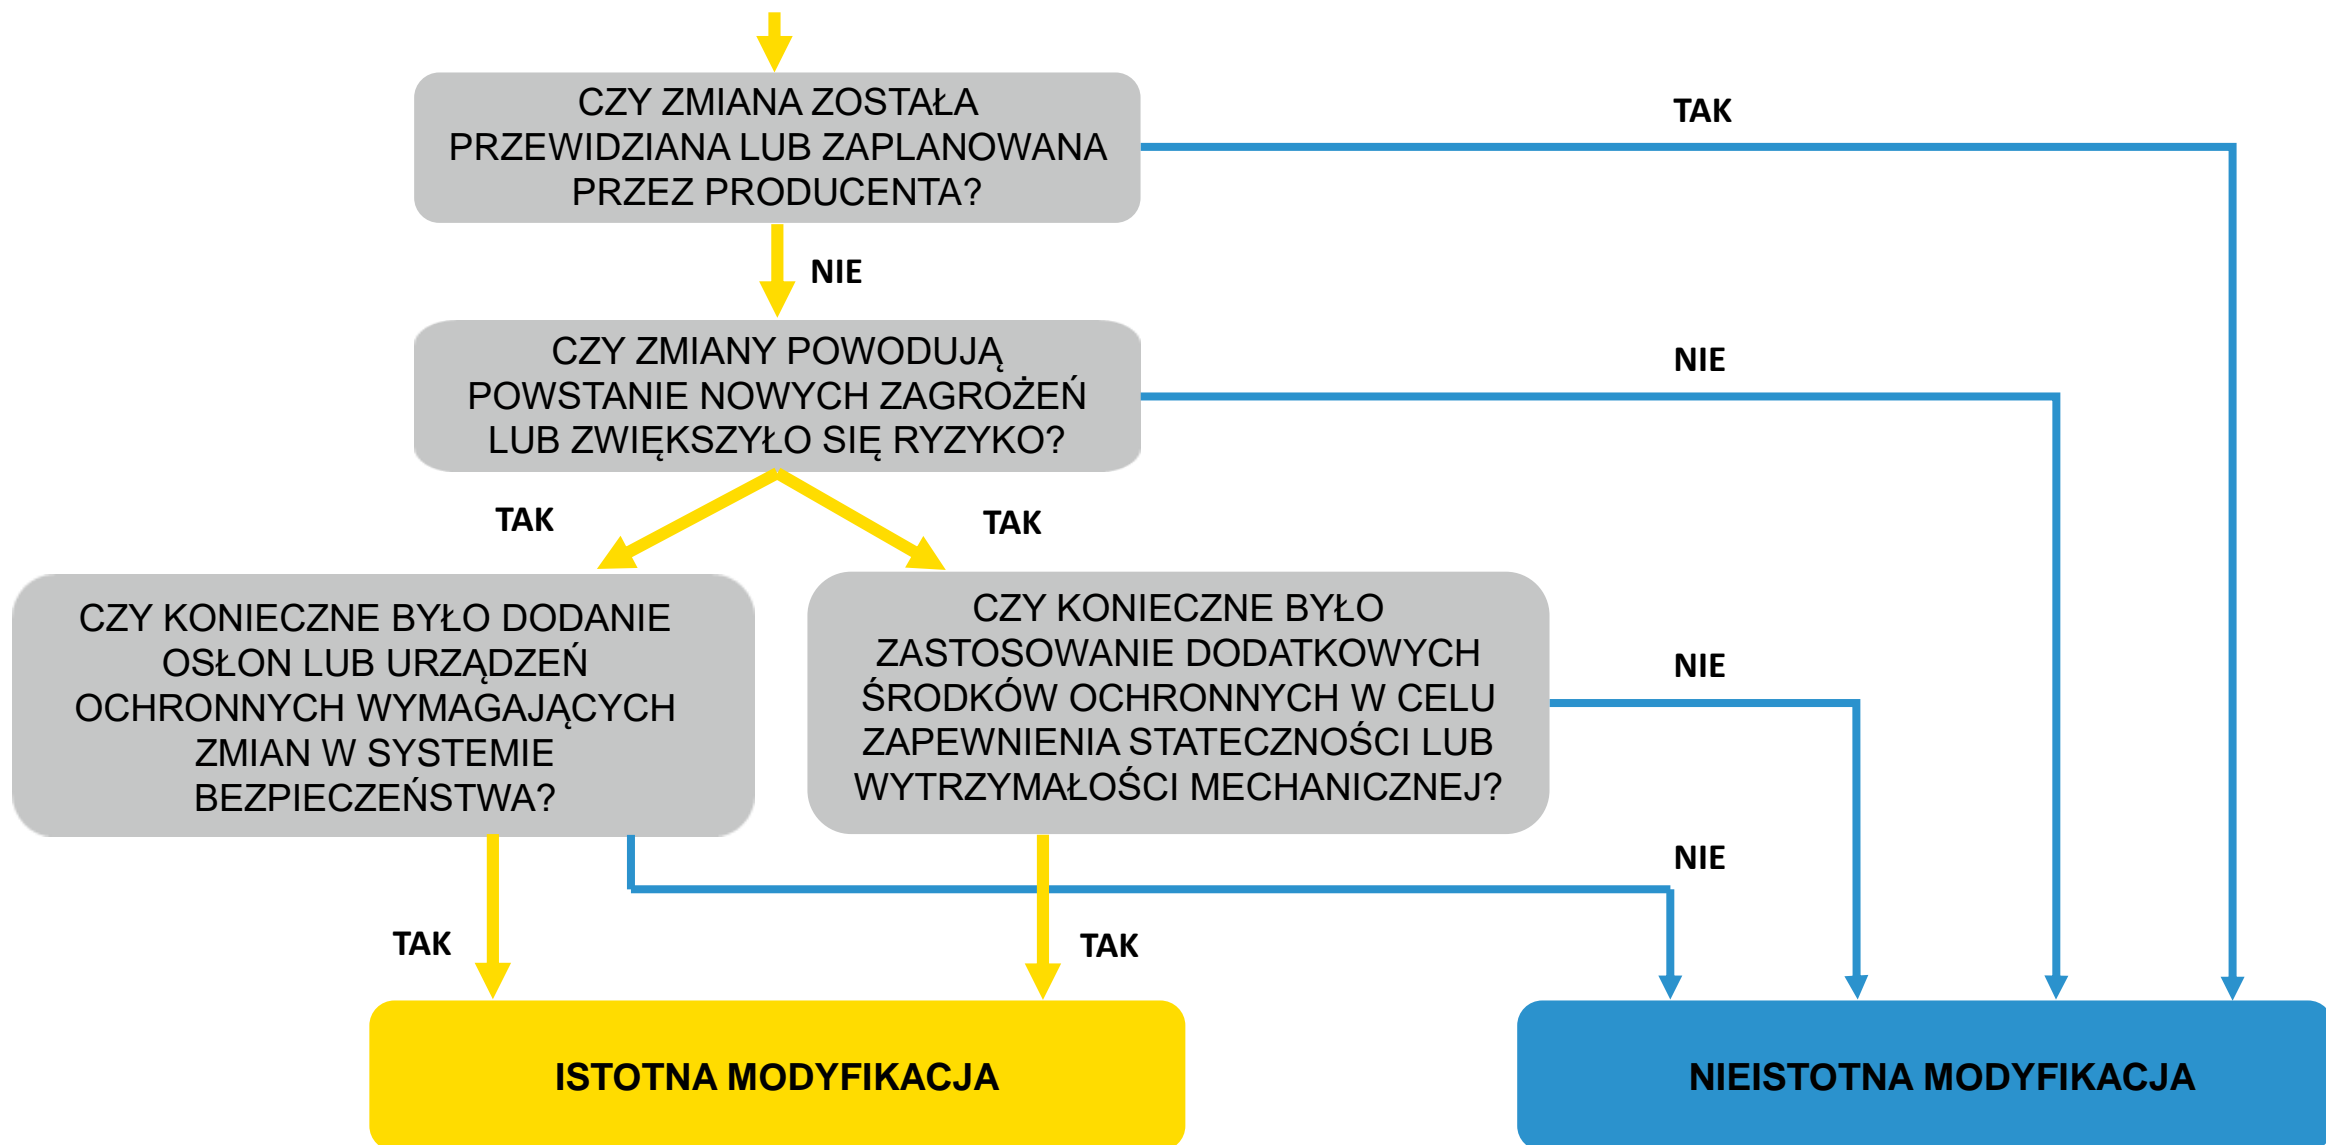 CZY ZMIANA ZOSTAŁA
PRZEWIDZIANA LUB ZAPLANOWANA
PRZEZ PRODUCENTA?
TAK
NIE
CZY ZMIANY POWODUJĄ
POWSTANIE NOWYCH ZAGROŻEŃ
LUB ZWIĘKSZYŁO SIĘ RYZYKO?
NIE
TAK
TAK
CZY KONIECZNE BYŁO DODANIE
OSŁON LUB URZĄDZEŃ
OCHRONNYCH WYMAGAJĄCYCH
ZMIAN W SYSTEMIE
BEZPIECZEŃSTWA?
CZY KONIECZNE BYŁO
ZASTOSOWANIE DODATKOWYCH
ŚRODKÓW OCHRONNYCH W CELU
ZAPEWNIENIA STATECZNOŚCI LUB
WYTRZYMAŁOŚCI MECHANICZNEJ?
NIE
NIE
TAK
TAK
ISTOTNA MODYFIKACJA
NIEISTOTNA MODYFIKACJA